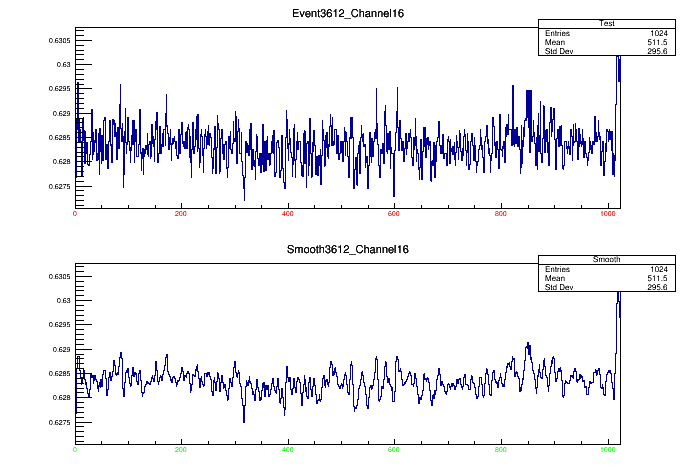 Event3612_Channel16
Test
Entries 1024
Mean 511.5
Std Dev 295.6
0.6305
0.63
0.6295
0.629
0.6285
0.628
0.6275
0 200 400 600 800 1000
Smooth3612_Channel16
Smooth
Entries 1024
Mean 511.5
Std Dev 295.6
0.6305
0.63
0.6295
0.629
0.6285
0.628
0.6275
0 200 400 600 800 1000